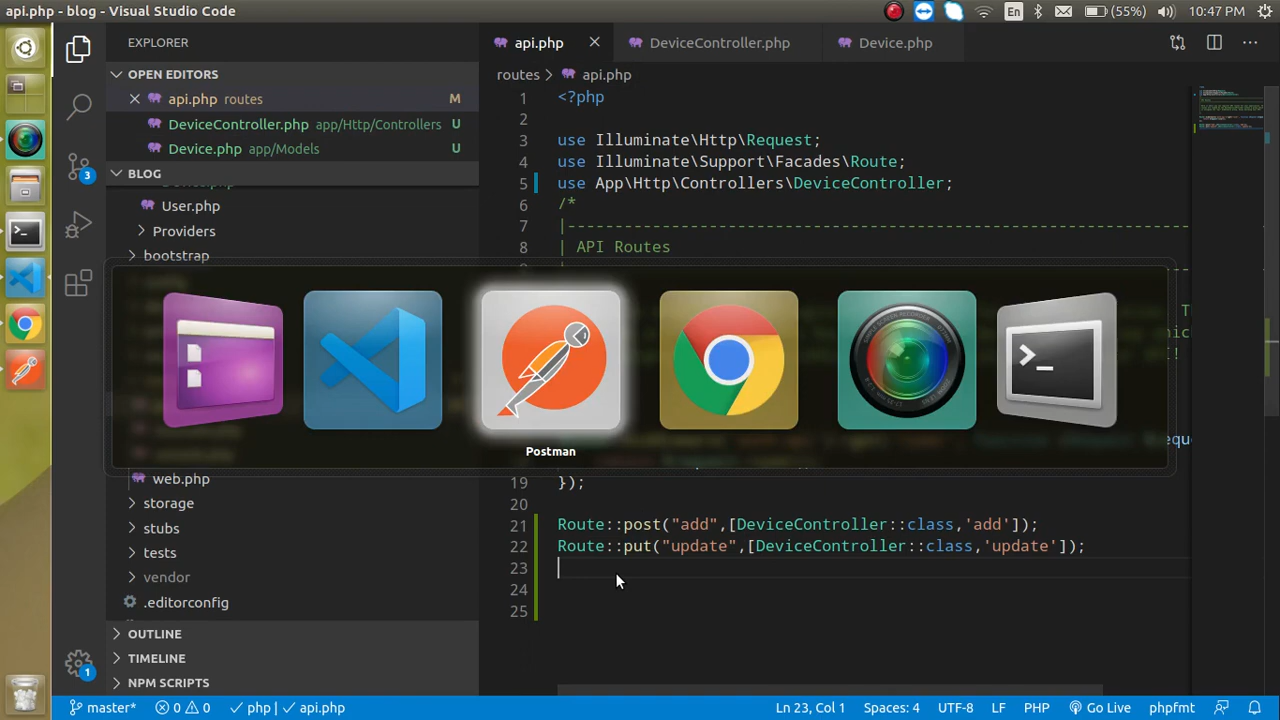 api.php - blog - Visual Studio Code
En
(55%)
10:47 PM
EXPLORER
OPEN EDITORS
api.php routes M
DeviceController.php app/Http/Controllers U
Device.php app/Models U
BLOG
User.php
Providers
bootstrap
web.php
storage
stubs
tests
vendor
.editorconfig
OUTLINE
TIMELINE
NPM SCRIPTS
3
1
api.php
DeviceController.php
Device.php
routes > api.php
1 <?php
2
3 use Illuminate\Http\Request;
4 use Illuminate\Support\Facades\Route;
5 use App\Http\Controllers\DeviceController;
6 /*
7 |--------------------------------------------------------------------------
8 | API Routes
Postman
19 });
20
21 Route::post("add",[DeviceController::class,'add']);
22 Route::put("update",[DeviceController::class,'update']);
23
24
25
master*
0 0
php | api.php
Ln 23, Col 1
Spaces: 4
UTF-8
LF
PHP
Go Live
phpfmt